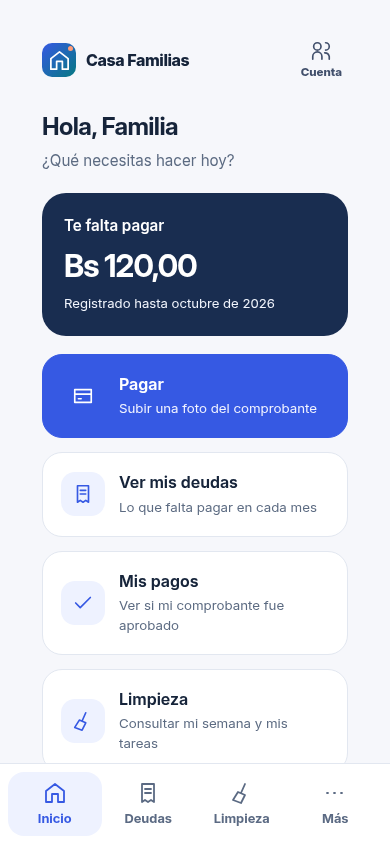 Casa Familias
Cuenta
Hola, Familia
¿Qué necesitas hacer hoy?
Te falta pagar
Bs 120,00
Registrado hasta octubre de 2026
Pagar
Subir una foto del comprobante
Ver mis deudas
Lo que falta pagar en cada mes
Mis pagos
Ver si mi comprobante fue
aprobado
Limpieza
Consultar mi semana y mis
tareas
Inicio
Deudas
Limpieza
Más